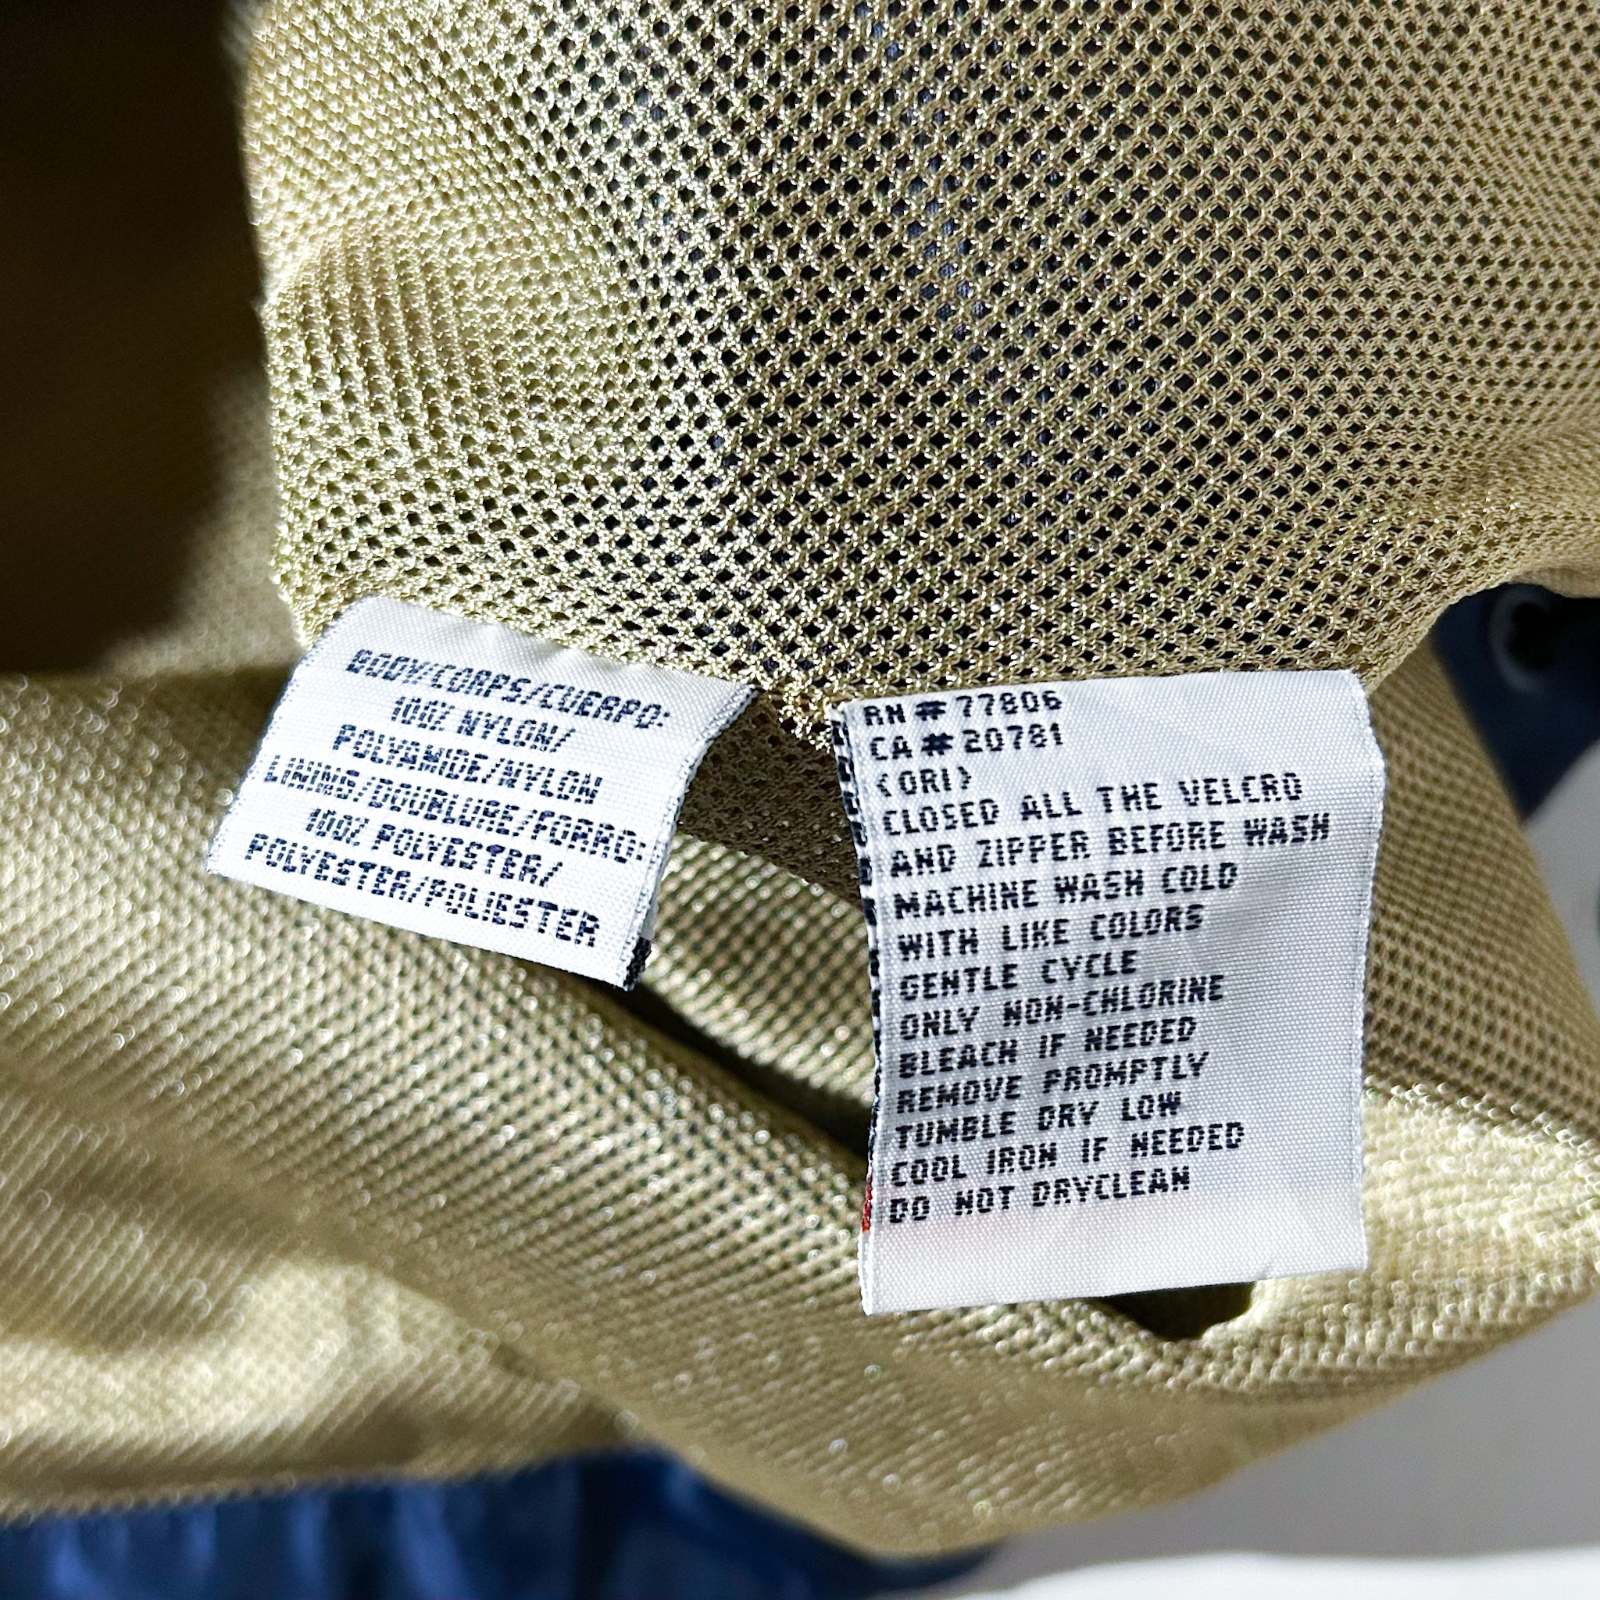 BODY/CORPS/CUERPO:
100% NYLON/
POLYAMIDE/NYLON
LINING/DOUBLURE/FORRO:
100% POLYESTER/
POLYESTER/POLIESTER
RN # 77806
CA # 20781
(ORI)
CLOSED ALL THE VELCRO
AND ZIPPER BEFORE WASH
MACHINE WASH COLD
WITH LIKE COLORS
GENTLE CYCLE
ONLY NON-CHLORINE
BLEACH IF NEEDED
REMOVE PROMPTLY
TUMBLE DRY LOW
COOL IRON IF NEEDED
DO NOT DRYCLEAN